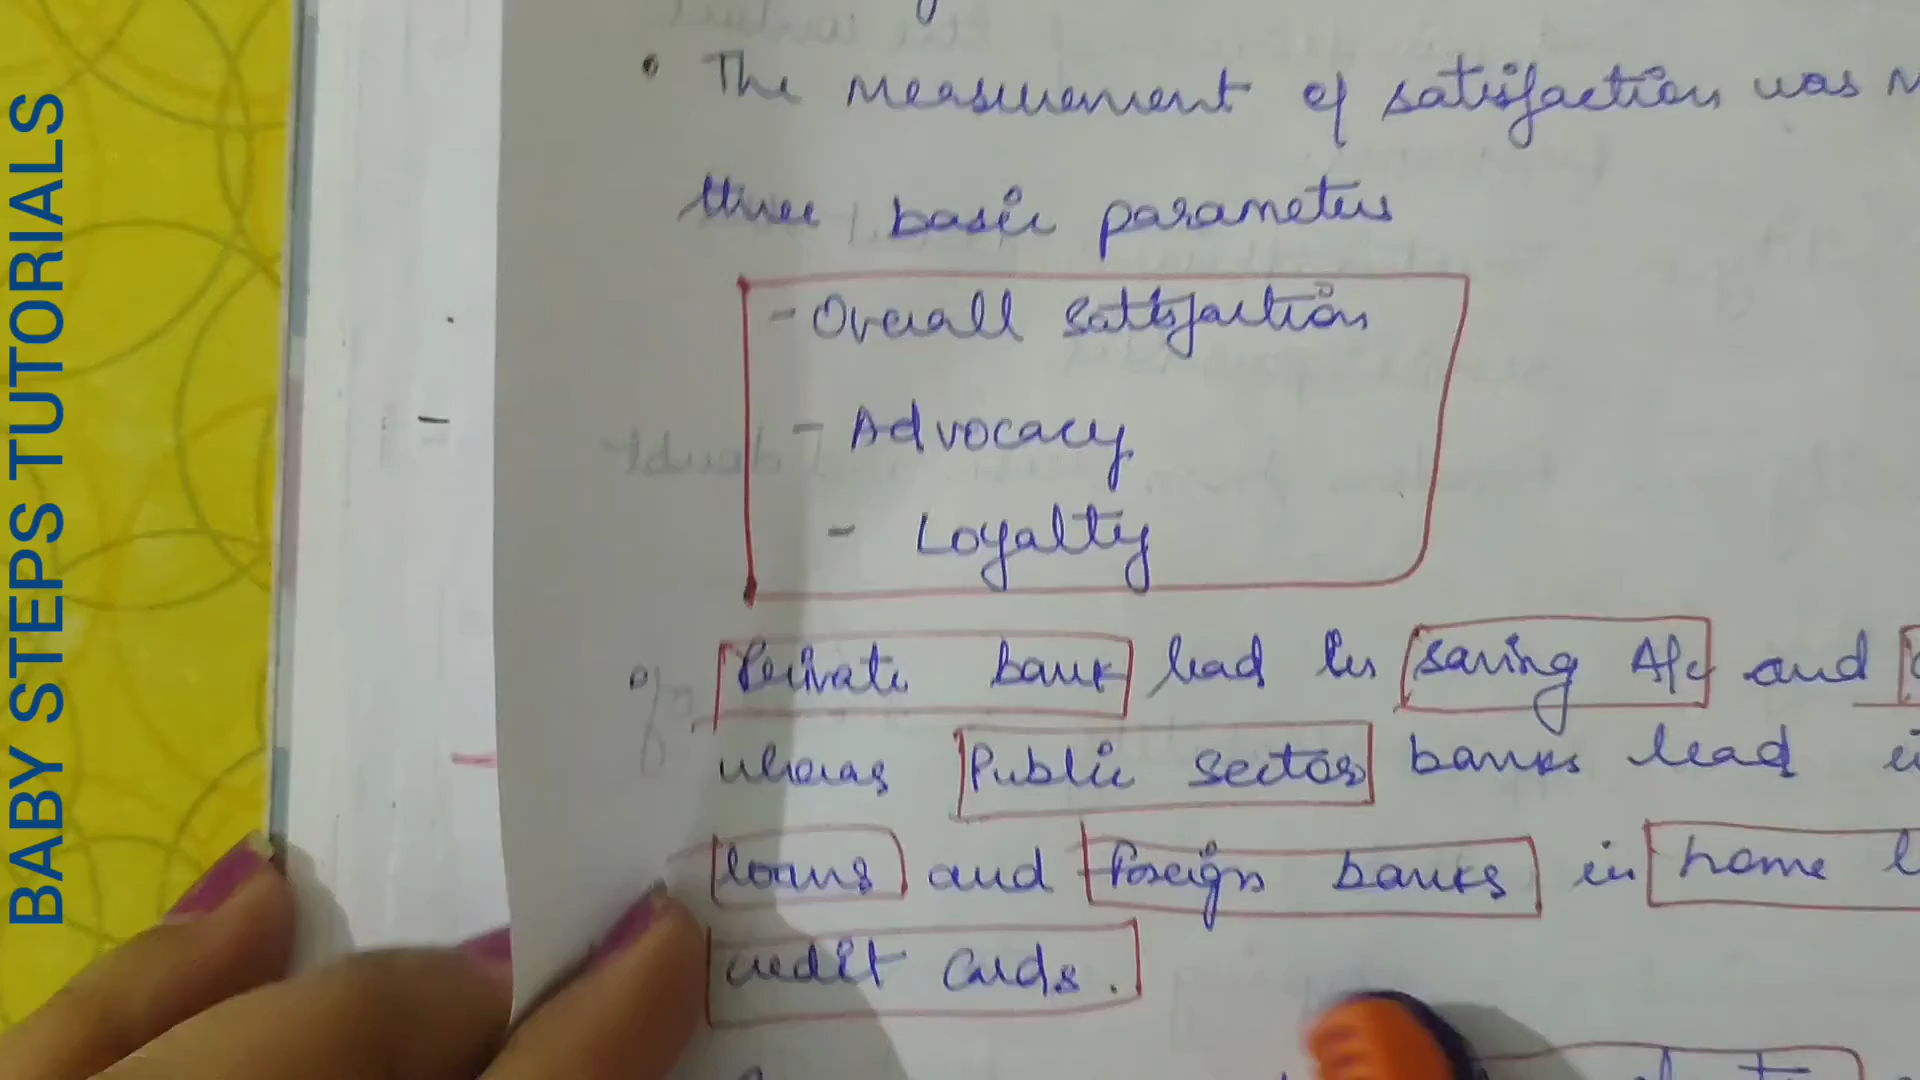 BABY STEPS TUTORIALS
• The measurement of satisfaction was
three basic parameters
- Overall satisfaction
- Advocacy
- Loyalty
• Private bank lead in saving A/c and
whereas Public sector banks lead
loans and foreign banks in home
credit cards.